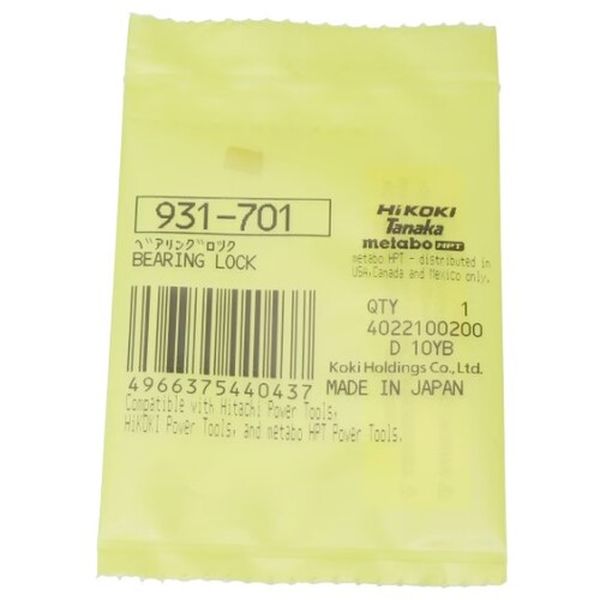 931-701
ベアリングロツク
BEARING LOCK
4966375440437
Compatible with Hitachi Power Tools,
HiKOKI Power Tools, and metabo HPT Power Tools.
HiKOKI
Tanaka
metabo HPT
metabo HPT - distributed in
USA,Canada and Mexico only.
QTY 1
4022100200
D 10YB
Koki Holdings Co.,Ltd.
MADE IN JAPAN